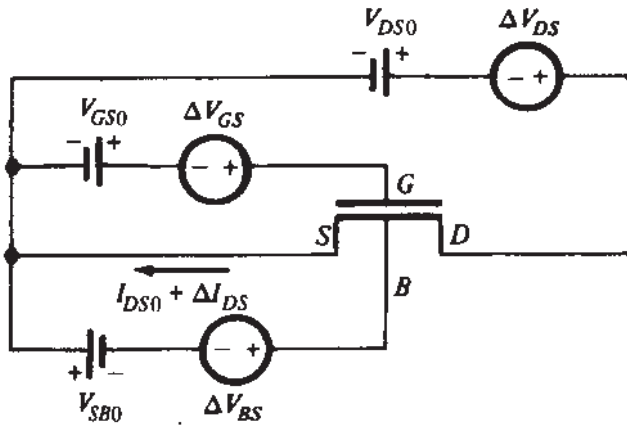 V_DS0 ΔV_DS
- + - +
V_GS0 ΔV_GS
- + - +
G
S D
B
I_DS0 + ΔI_DS
- +
+ -
V_SB0 ΔV_BS